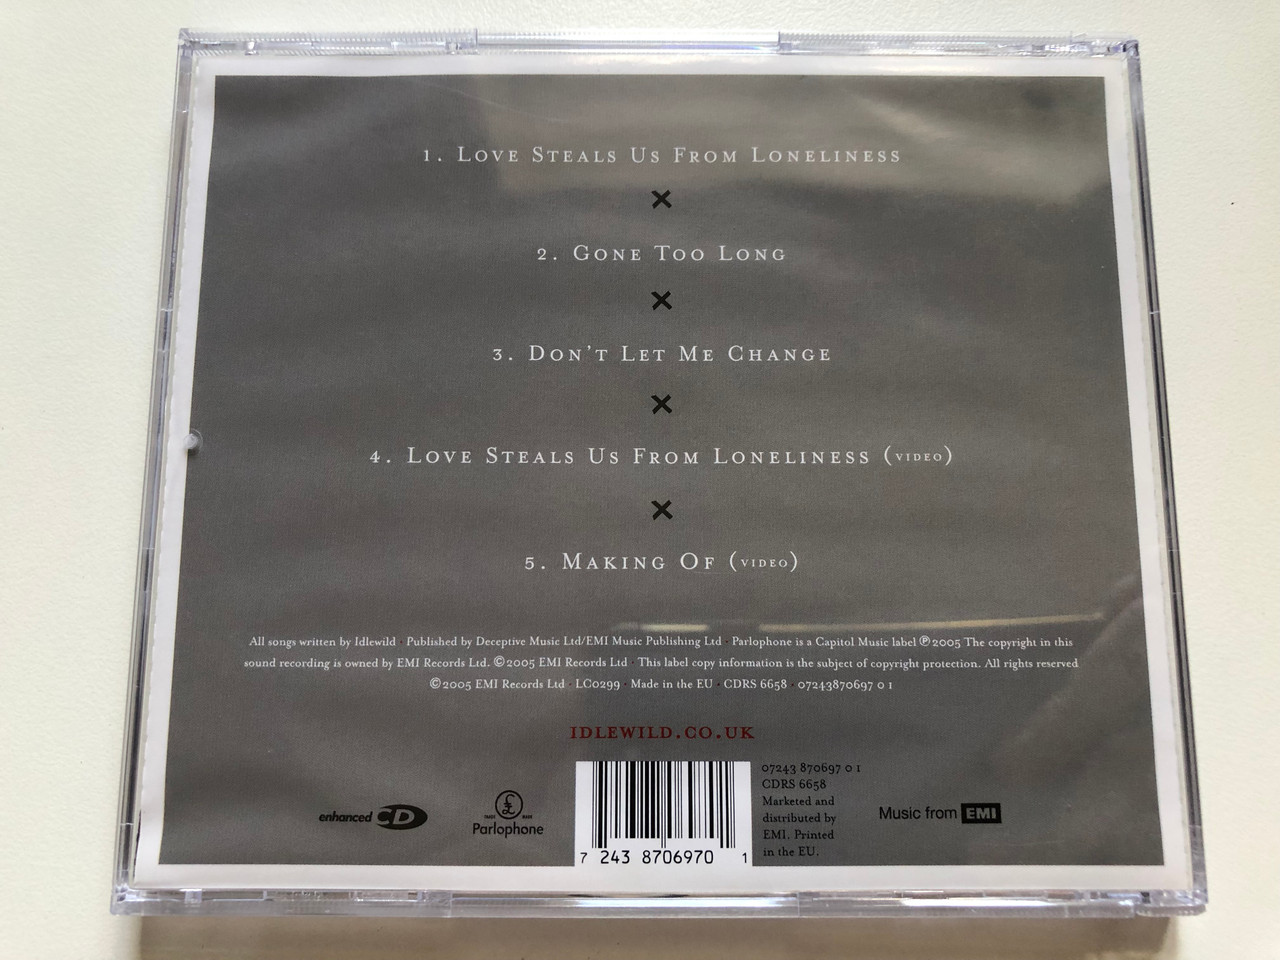 1. Love Steals Us From Loneliness
×
2. Gone Too Long
×
3. Don't Let Me Change
×
4. Love Steals Us From Loneliness (video)
×
5. Making Of (video)
All songs written by Idlewild · Published by Deceptive Music Ltd/EMI Music Publishing Ltd · Parlophone is a Capitol Music label ℗2005 The copyright in this
sound recording is owned by EMI Records Ltd. ©2005 EMI Records Ltd · This label copy information is the subject of copyright protection. All rights reserved
©2005 EMI Records Ltd · LC0299 · Made in the EU · CDRS 6658 · 07243870697 0 1
IDLEWILD.CO.UK
enhanced CD
TRADE MARK
Parlophone
7 243 8706970 1
07243 870697 0 1
CDRS 6658
Marketed and
distributed by
EMI. Printed
in the EU.
Music from EMI